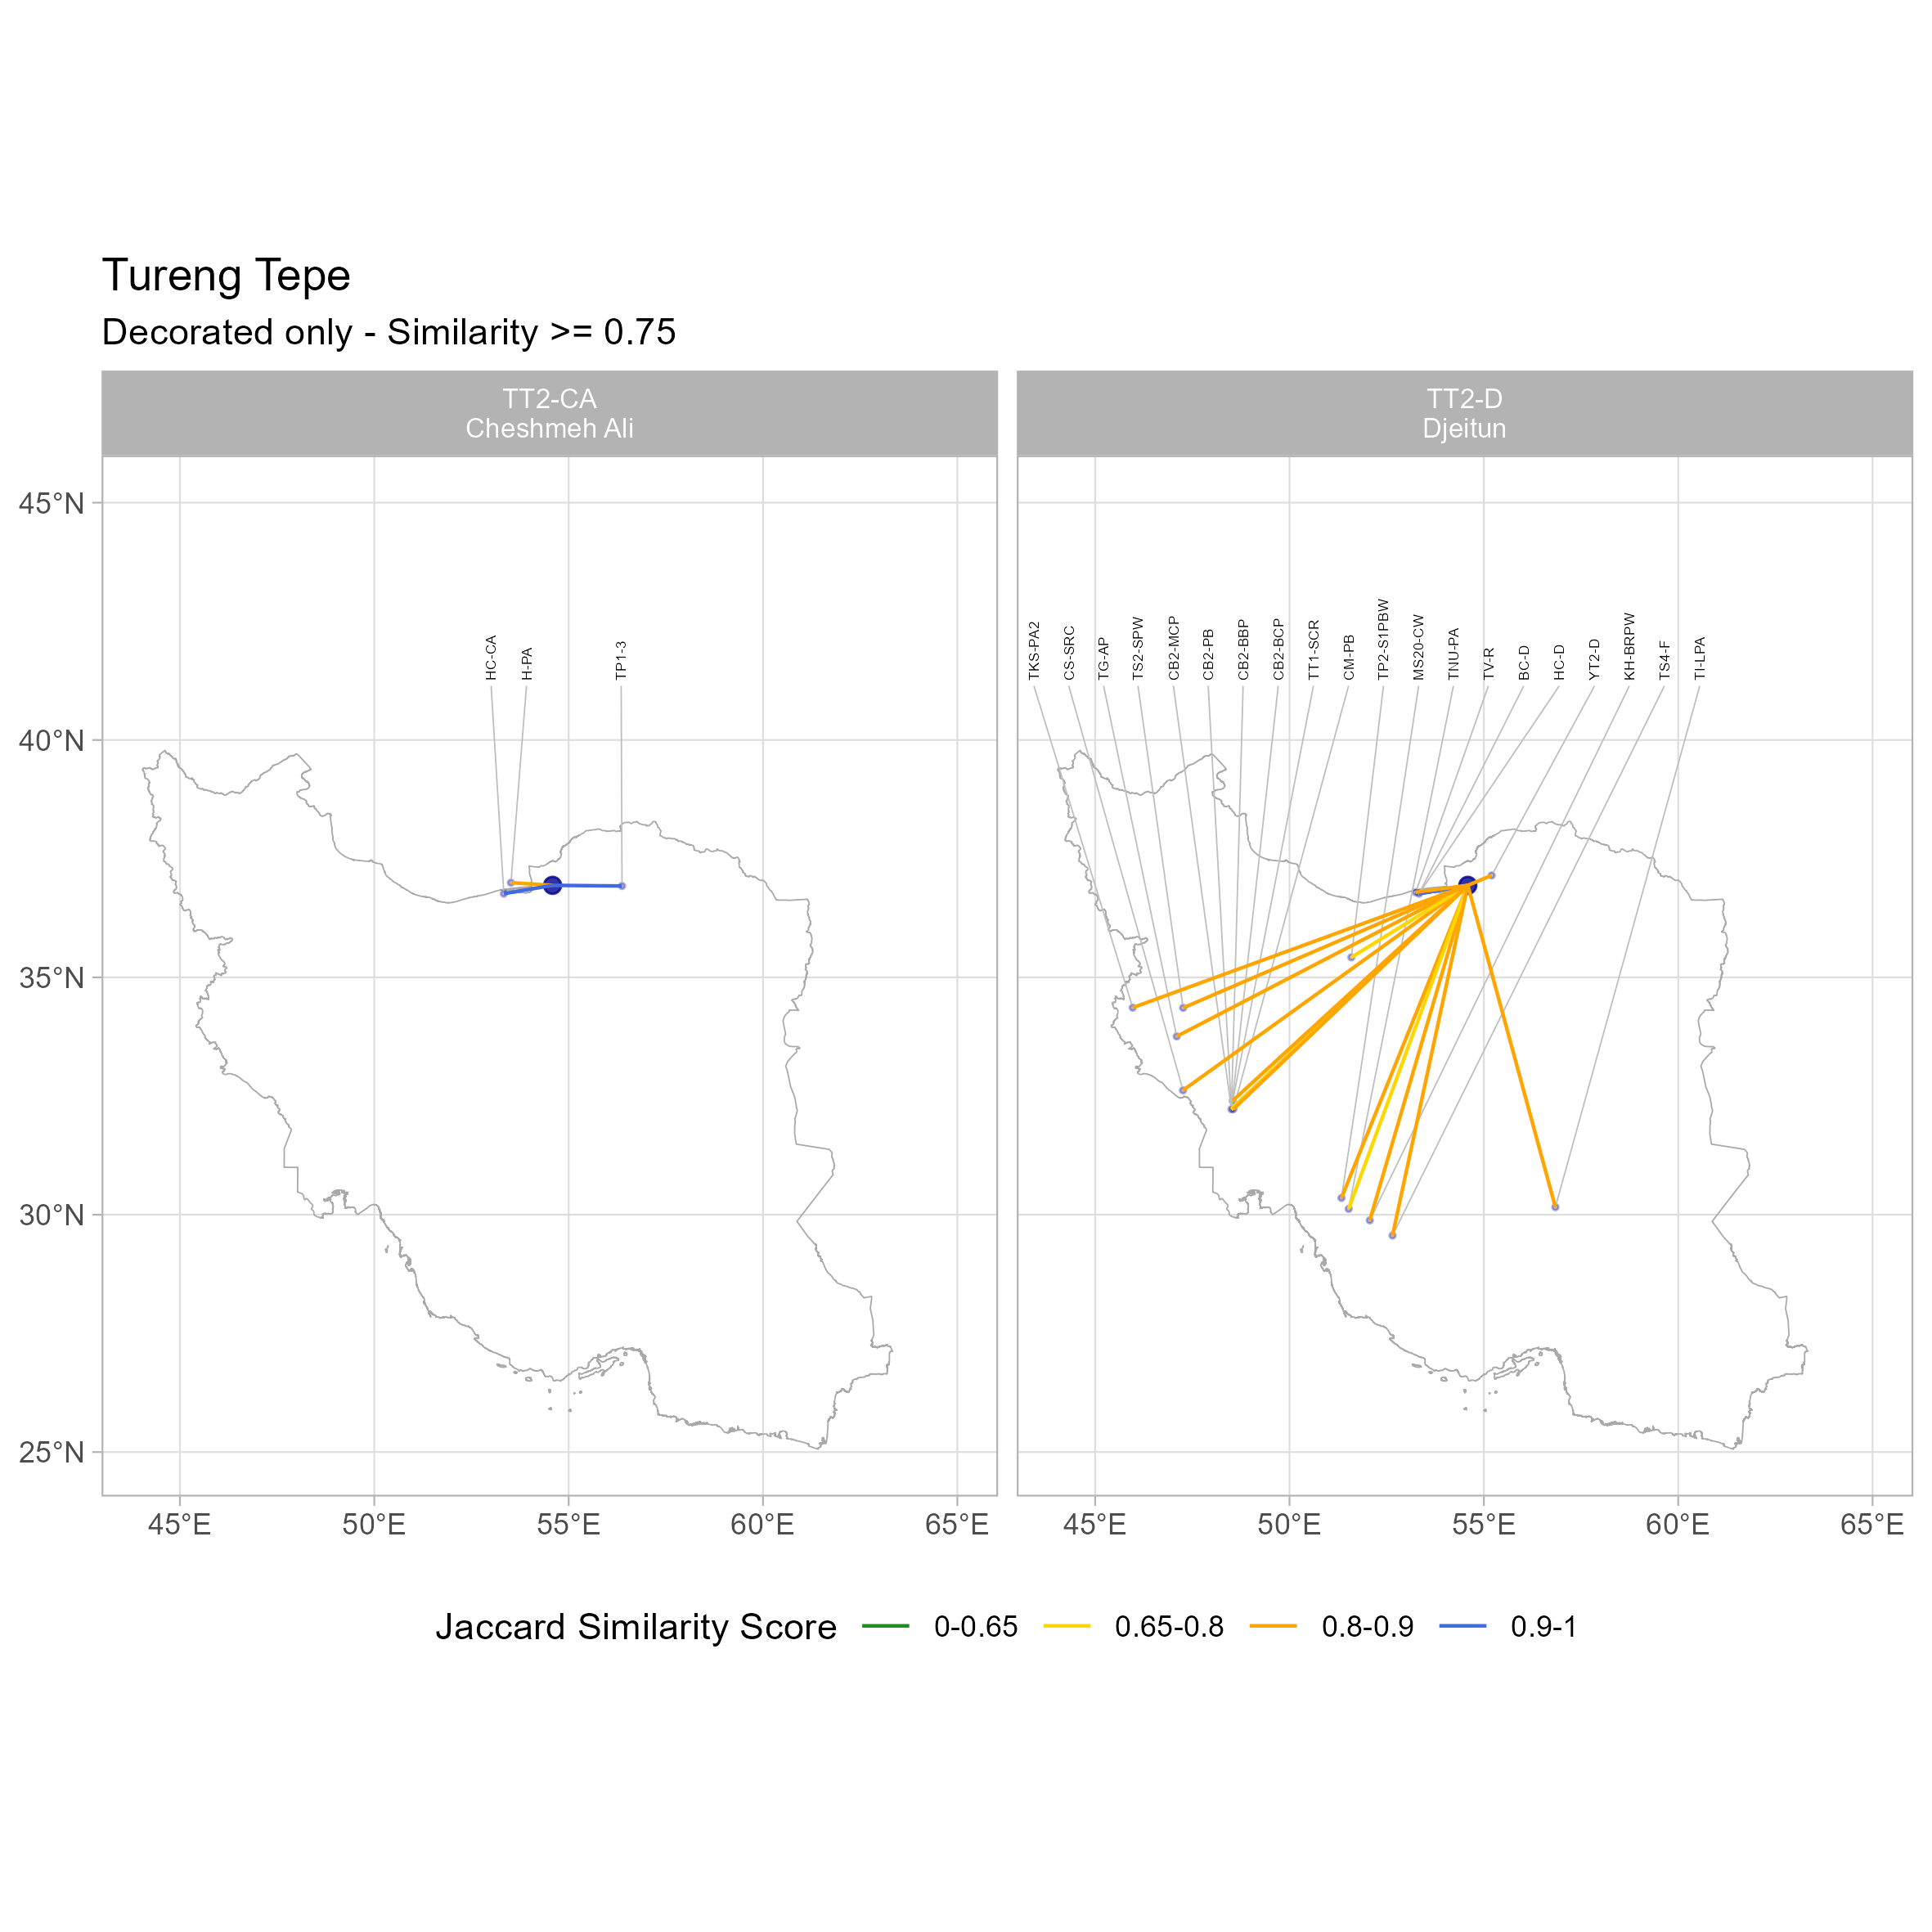 Tureng Tepe
Decorated only - Similarity >= 0.75
TT2-CA
Cheshmeh Ali
TT2-D
Djeitun
45°N
40°N
35°N
30°N
25°N
HC-CA
H-PA
TP1-3
TKS-PA2
CS-SRC
TG-AP
TS2-SPW
CB2-MCP
CB2-PB
CB2-BBP
CB2-BCP
TT1-SCR
CM-PB
TP2-S1PBW
MS20-CW
TNU-PA
TV-R
BC-D
HC-D
YT2-D
KH-BRPW
TS4-F
TI-LPA
45°E 50°E 55°E 60°E 65°E
45°E 50°E 55°E 60°E 65°E
Jaccard Similarity Score 0-0.65 0.65-0.8 0.8-0.9 0.9-1